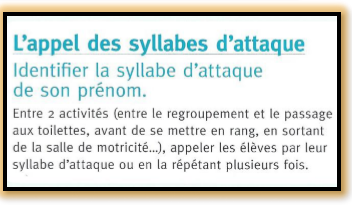 L'appel des syllabes d'attaque
Identifier la syllabe d'attaque
de son prénom.
Entre 2 activités (entre le regroupement et le passage
aux toilettes, avant de se mettre en rang, en sortant
de la salle de motricité...), appeler les élèves par leur
syllabe d'attaque ou en la répétant plusieurs fois.